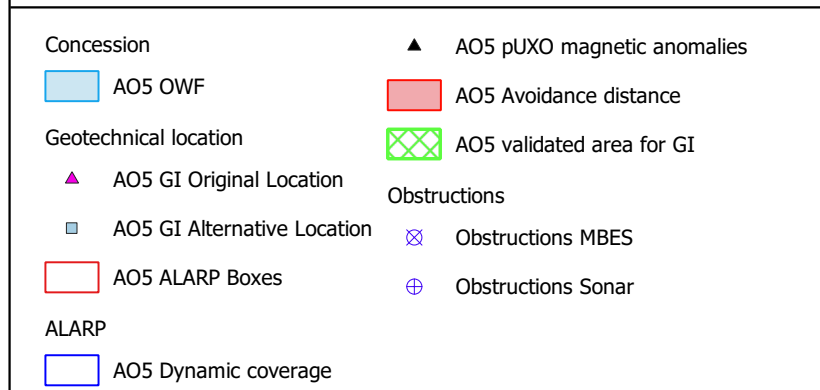 Concession
AO5 OWF
Geotechnical location
AO5 GI Original Location
AO5 GI Alternative Location
AO5 ALARP Boxes
ALARP
AO5 Dynamic coverage
AO5 pUXO magnetic anomalies
AO5 Avoidance distance
AO5 validated area for GI
Obstructions
Obstructions MBES
Obstructions Sonar